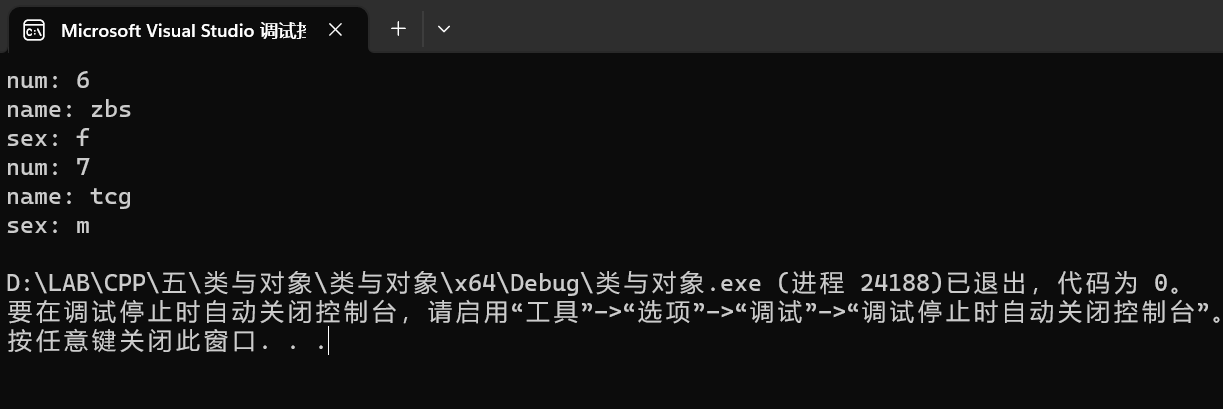 Microsoft Visual Studio 调试
num: 6
name: zbs
sex: f
num: 7
name: tcg
sex: m
D:\LAB\CPP\五\类与对象\类与对象\x64\Debug\类与对象.exe (进程 24188)已退出，代码为 0。
要在调试停止时自动关闭控制台，请启用“工具”->“选项”->“调试”->“调试停止时自动关闭控制台”。
按任意键关闭此窗口. . .